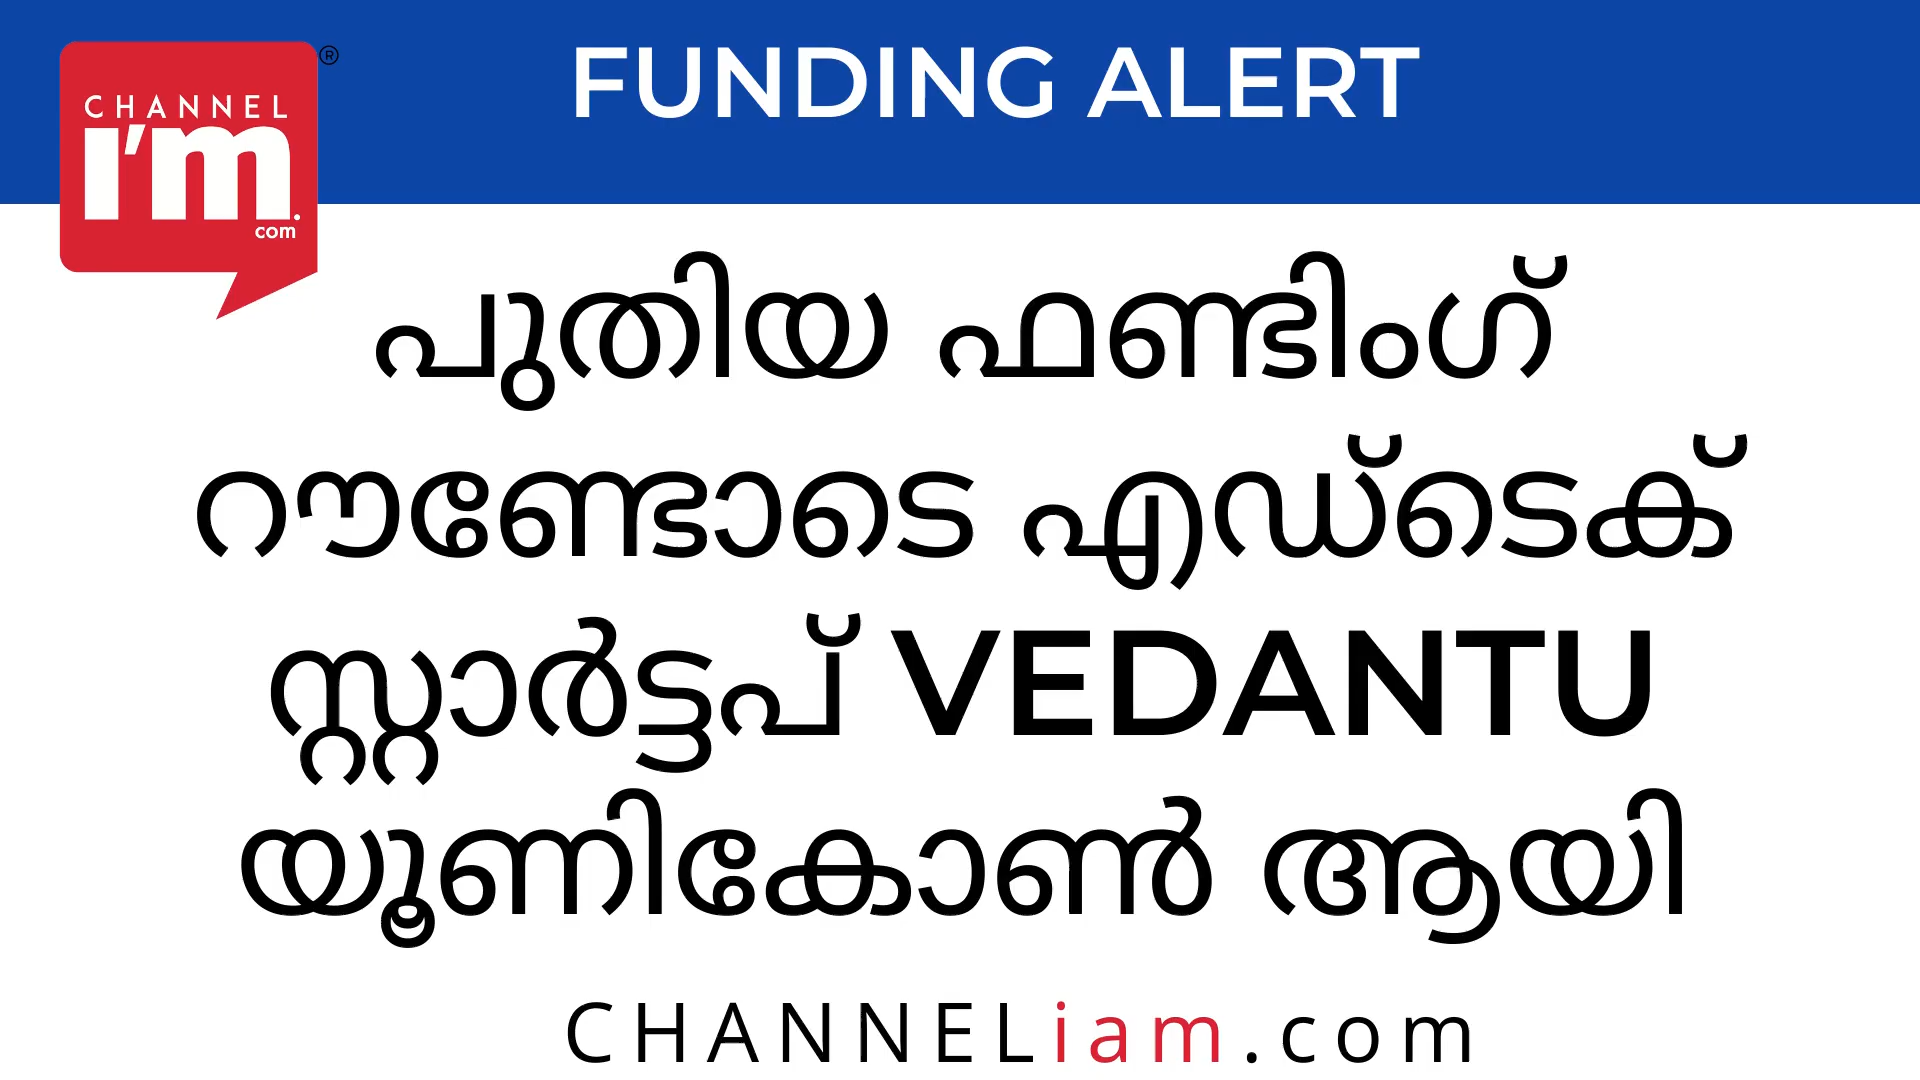 FUNDING ALERT
CHANNEL
I'm.
com
®
പുതിയ ഫണ്ടിംഗ്
റൗണ്ടോടെ എഡ്ടെക്
സ്റ്റാർട്ടപ് VEDANTU
യൂണികോൺ ആയി
CHANNELiam.com